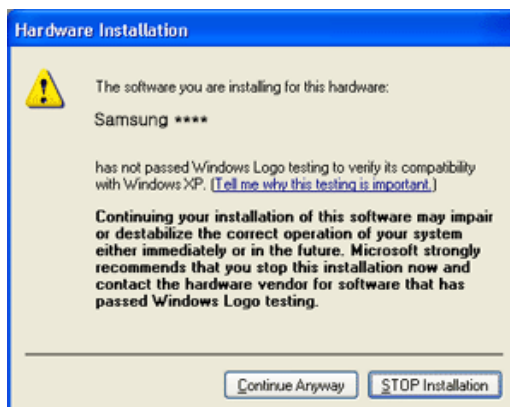 Hardware Installation
The software you are installing for this hardware:
Samsung ****
has not passed Windows Logo testing to verify its compatibility
with Windows XP. (Tell me why this testing is important.)
Continuing your installation of this software may impair
or destabilize the correct operation of your system
either immediately or in the future. Microsoft strongly
recommends that you stop this installation now and
contact the hardware vendor for software that has
passed Windows Logo testing.
Continue Anyway
STOP Installation